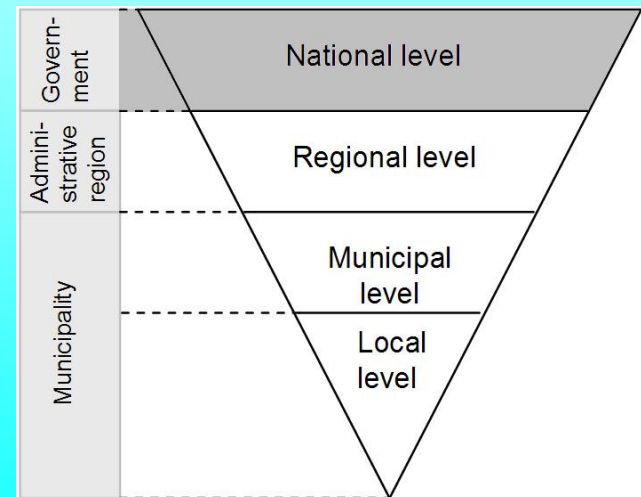 Govern-
ment
National level
Admini-
strative
region
Regional level
Municipality
Municipal
level
Local
level